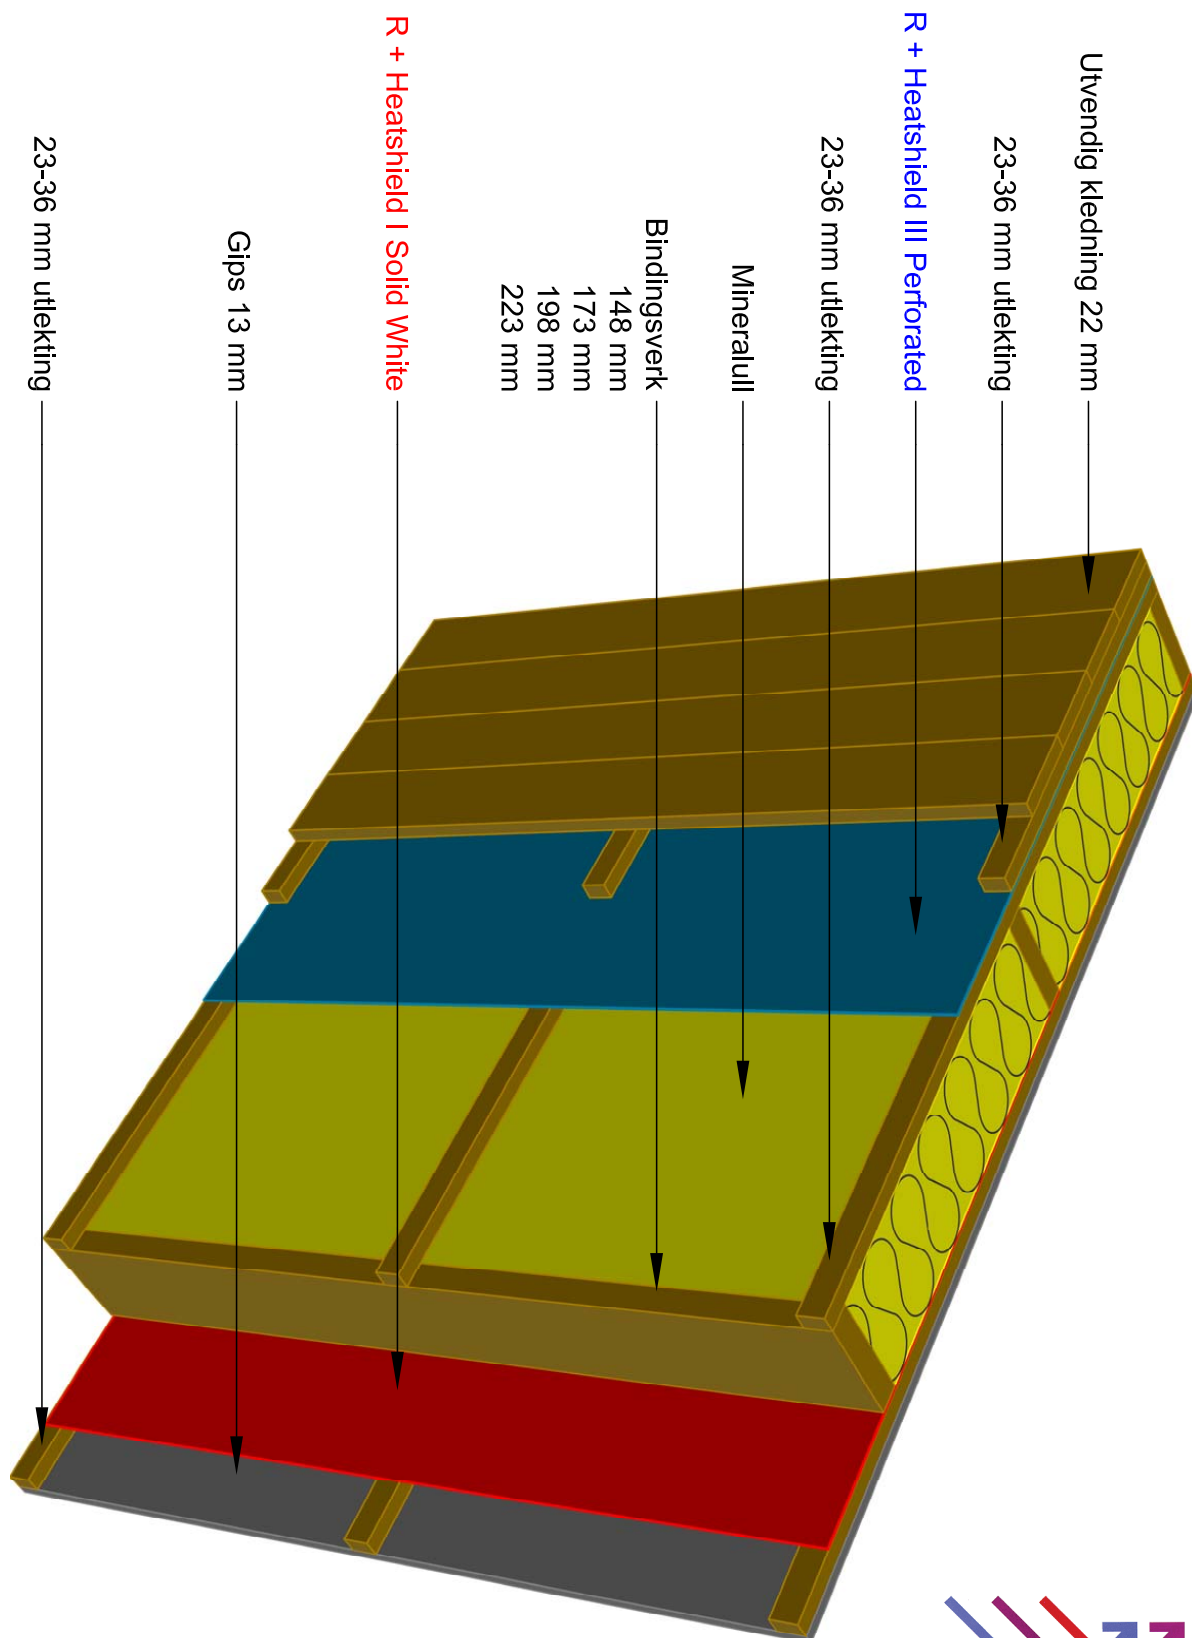 Utvendig kledning 22 mm
23-36 mm utlekting
R + Heatshield III Perforated
23-36 mm utlekting
Mineralull
Bindingsverk
148 mm
173 mm
198 mm
223 mm
R + Heatshield I Solid White
Gips 13 mm
23-36 mm utlekting